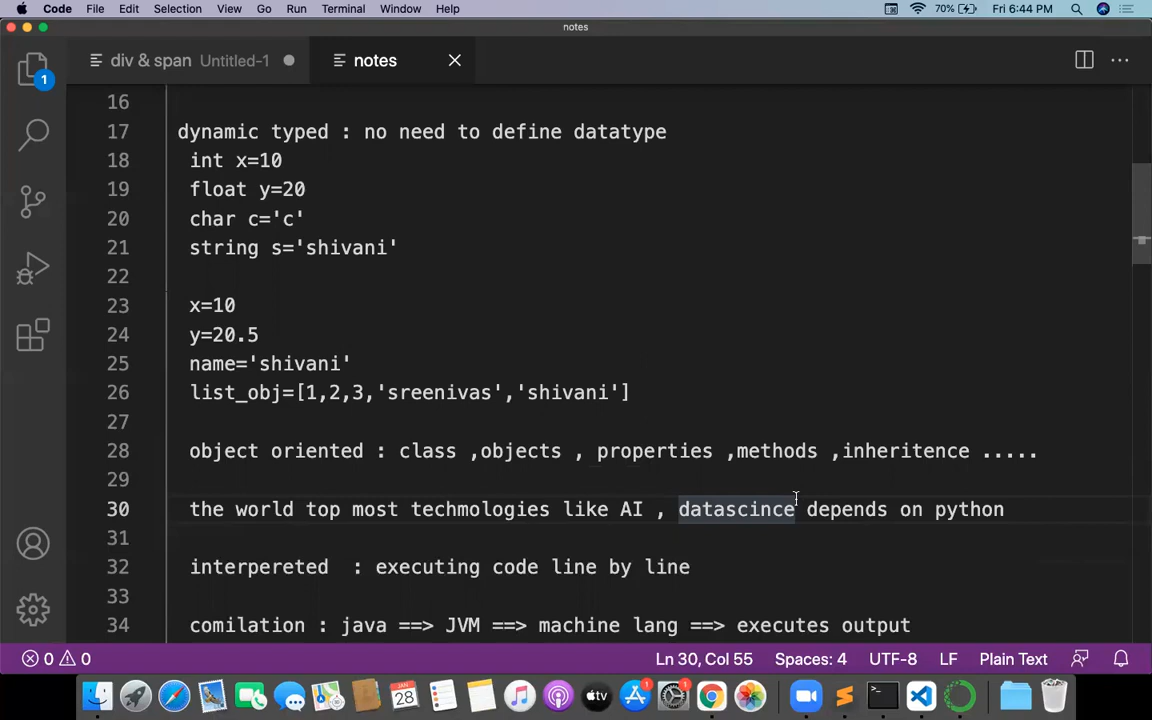 Code File Edit Selection View Go Run Terminal Window Help 70% Fri 6:44 PM
notes
div & span Untitled-1 notes
1
16
17 dynamic typed : no need to define datatype
18 int x=10
19 float y=20
20 char c='c'
21 string s='shivani'
22
23 x=10
24 y=20.5
25 name='shivani'
26 list_obj=[1,2,3,'sreenivas','shivani']
27
28 object oriented : class ,objects , properties ,methods ,inheritence .....
29
30 the world top most techmologies like AI , datascince depends on python
31
32 interpereted : executing code line by line
33
34 comilation : java ==> JVM ==> machine lang ==> executes output
0 0 Ln 30, Col 55 Spaces: 4 UTF-8 LF Plain Text
JAN 28 tv 1 1